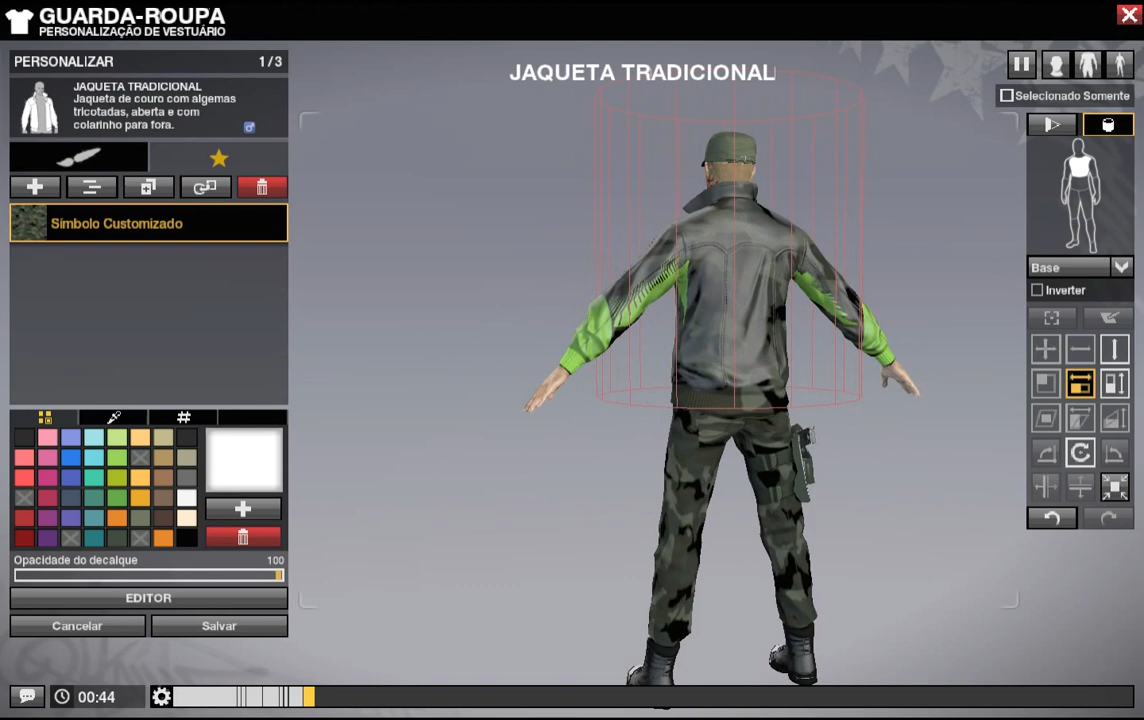 GUARDA-ROUPA
PERSONALIZAÇÃO DE VESTUÁRIO
PERSONALIZAR 1/3
JAQUETA TRADICIONAL
Jaqueta de couro com algemas
tricotadas, aberta e com
colarinho para fora.
Símbolo Customizado
Opacidade do decalque 100
EDITOR
Cancelar Salvar
00:44
JAQUETA TRADICIONAL
Selecionado Somente
Base
Inverter